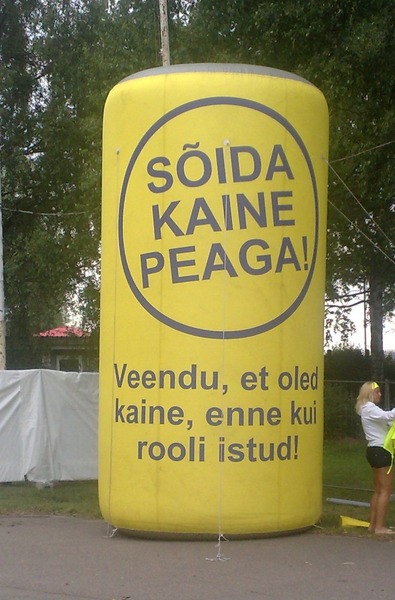 SÕIDA
KAINE
PEAGA!
Veendu, et oled
kaine, enne kui
rooli istud!